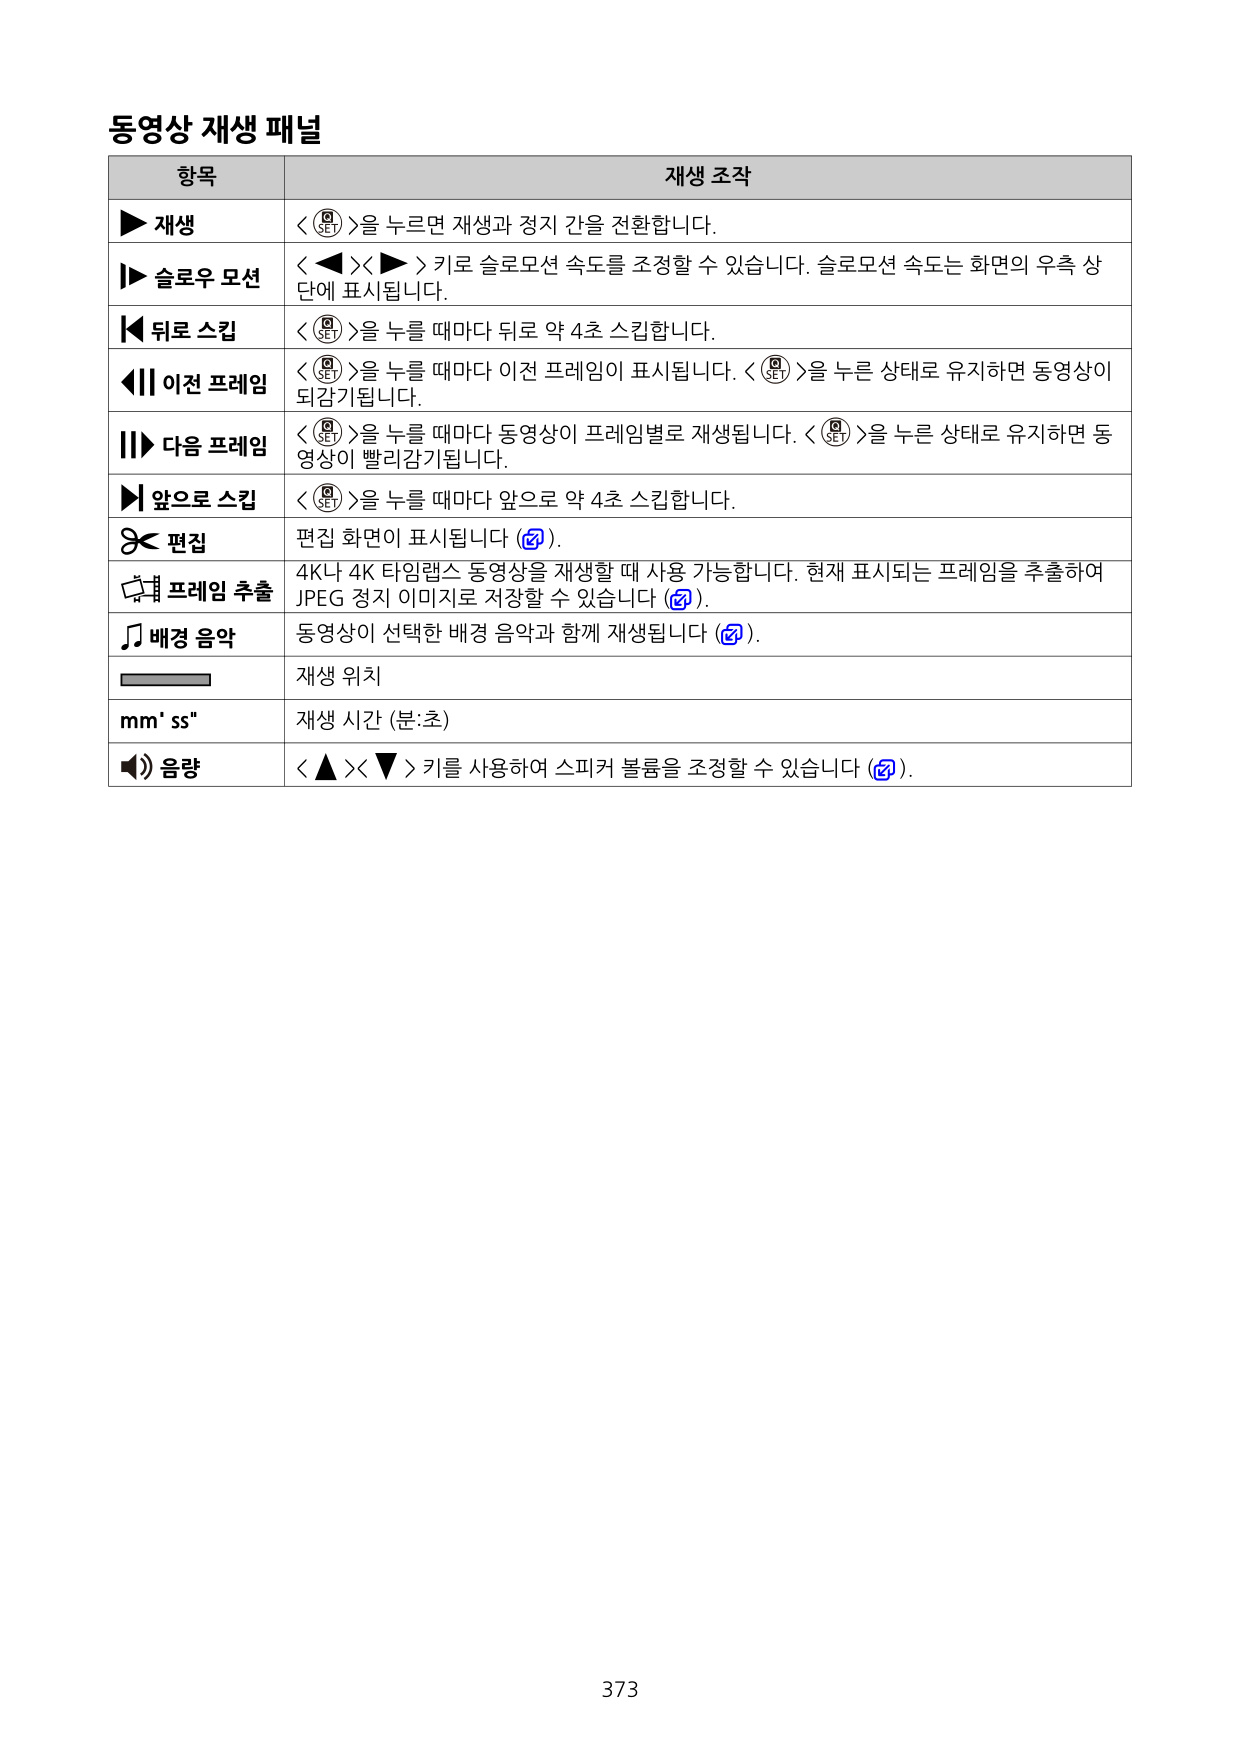 동영상 재생 패널
항목 재생 조작
재생 < Q SET >을 누르면 재생과 정지 간을 전환합니다.
슬로우 모션 < ◀ >< ▶ > 키로 슬로모션 속도를 조정할 수 있습니다. 슬로모션 속도는 화면의 우측 상
단에 표시됩니다.
뒤로 스킵 < Q SET >을 누를 때마다 뒤로 약 4초 스킵합니다.
이전 프레임 < Q SET >을 누를 때마다 이전 프레임이 표시됩니다. < Q SET >을 누른 상태로 유지하면 동영상이
되감기됩니다.
다음 프레임 < Q SET >을 누를 때마다 동영상이 프레임별로 재생됩니다. < Q SET >을 누른 상태로 유지하면 동
영상이 빨리감기됩니다.
앞으로 스킵 < Q SET >을 누를 때마다 앞으로 약 4초 스킵합니다.
편집 편집 화면이 표시됩니다 ( ).
프레임 추출 4K나 4K 타임랩스 동영상을 재생할 때 사용 가능합니다. 현재 표시되는 프레임을 추출하여
JPEG 정지 이미지로 저장할 수 있습니다 ( ).
배경 음악 동영상이 선택한 배경 음악과 함께 재생됩니다 ( ).
재생 위치
mm' ss" 재생 시간 (분:초)
음량 < ▲ >< ▼ > 키를 사용하여 스피커 볼륨을 조정할 수 있습니다 ( ).
373